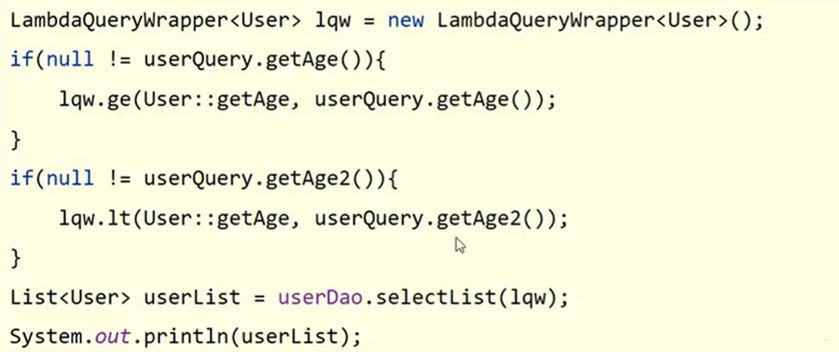 LambdaQueryWrapper<User> lqw = new LambdaQueryWrapper<User>();
if(null != userQuery.getAge()){
    lqw.ge(User::getAge, userQuery.getAge());
}
if(null != userQuery.getAge2()){
    lqw.lt(User::getAge, userQuery.getAge2());
}
List<User> userList = userDao.selectList(lqw);
System.out.println(userList);